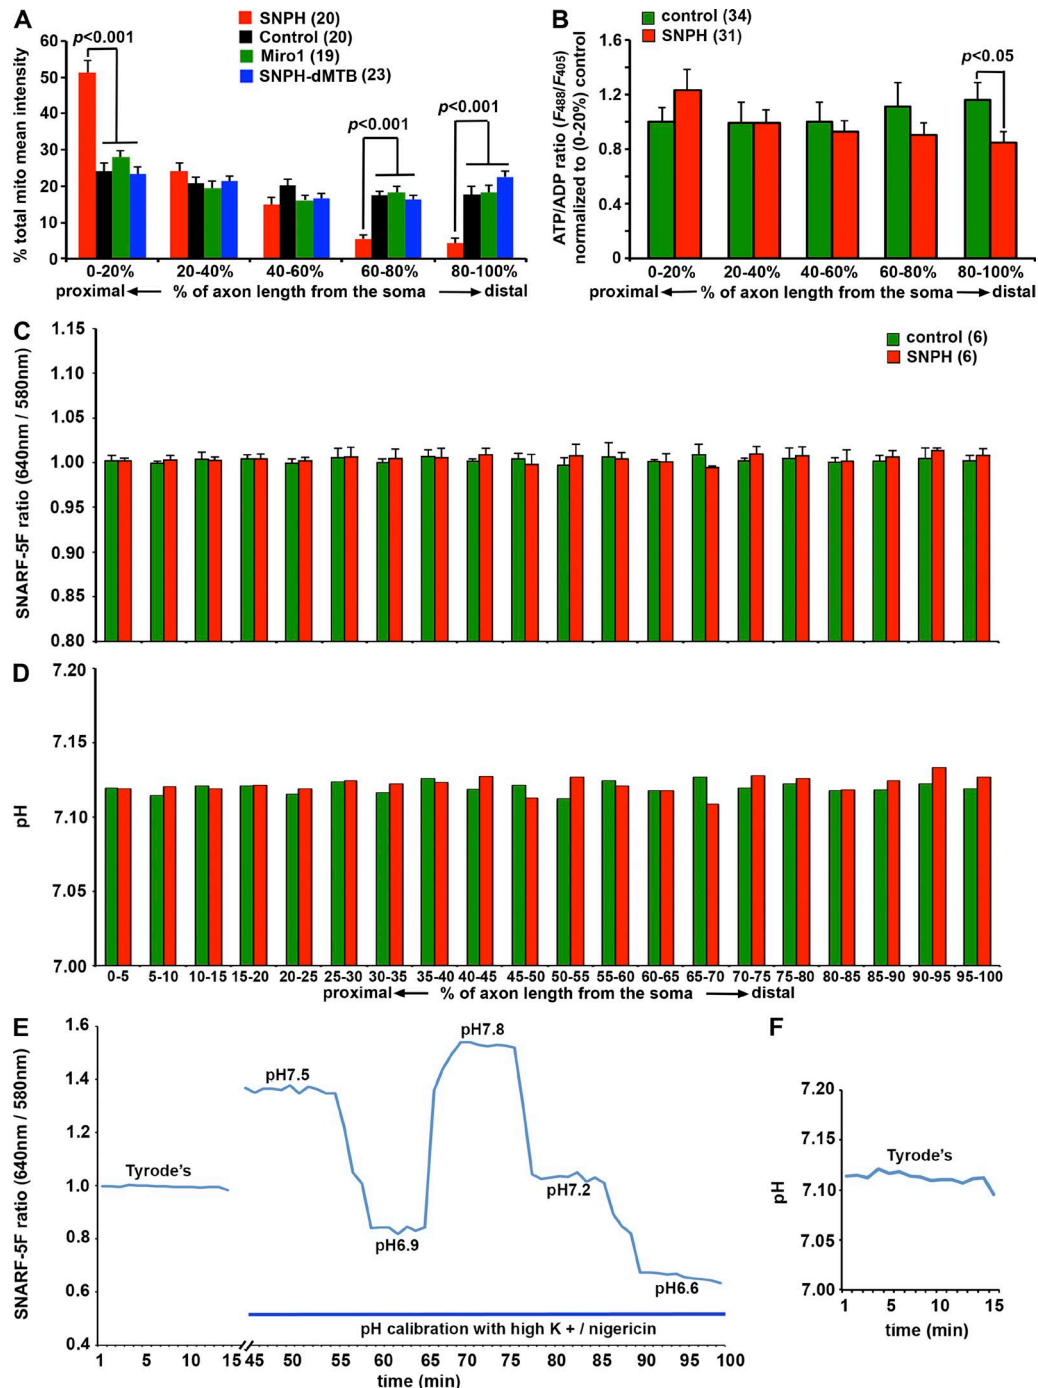 A
SNPH (20)
Control (20)
Miro1 (19)
SNPH-dMTB (23)
p<0.001
p<0.001
p<0.001
% total mito mean intensity
60
50
40
30
20
10
0
0-20% 20-40% 40-60% 60-80% 80-100%
proximal % of axon length from the soma distal
B
control (34)
SNPH (31)
p<0.05
ATP/ADP ratio (F488/F405)
normalized to (0-20%) control
1.6
1.2
0.8
0.4
0
0-20% 20-40% 40-60% 60-80% 80-100%
proximal % of axon length from the soma distal
C
control (6)
SNPH (6)
SNARF-5F ratio (640nm / 580nm)
1.15
1.10
1.05
1.00
0.95
0.90
0.85
0.80
D
pH
7.20
7.15
7.10
7.05
7.00
0-5 5-10 10-15 15-20 20-25 25-30 30-35 35-40 40-45 45-50 50-55 55-60 60-65 65-70 70-75 75-80 80-85 85-90 90-95 95-100
proximal % of axon length from the soma distal
E
SNARF-5F ratio (640nm / 580nm)
1.6
1.4
1.2
1.0
0.8
0.6
0.4
Tyrode's
pH7.5
pH6.9
pH7.8
pH7.2
pH6.6
pH calibration with high K + / nigericin
1 5 10 15 45 50 55 60 65 70 75 80 85 90 95 100
time (min)
F
pH
7.20
7.15
7.10
7.05
7.00
Tyrode's
1 5 10 15
time (min)